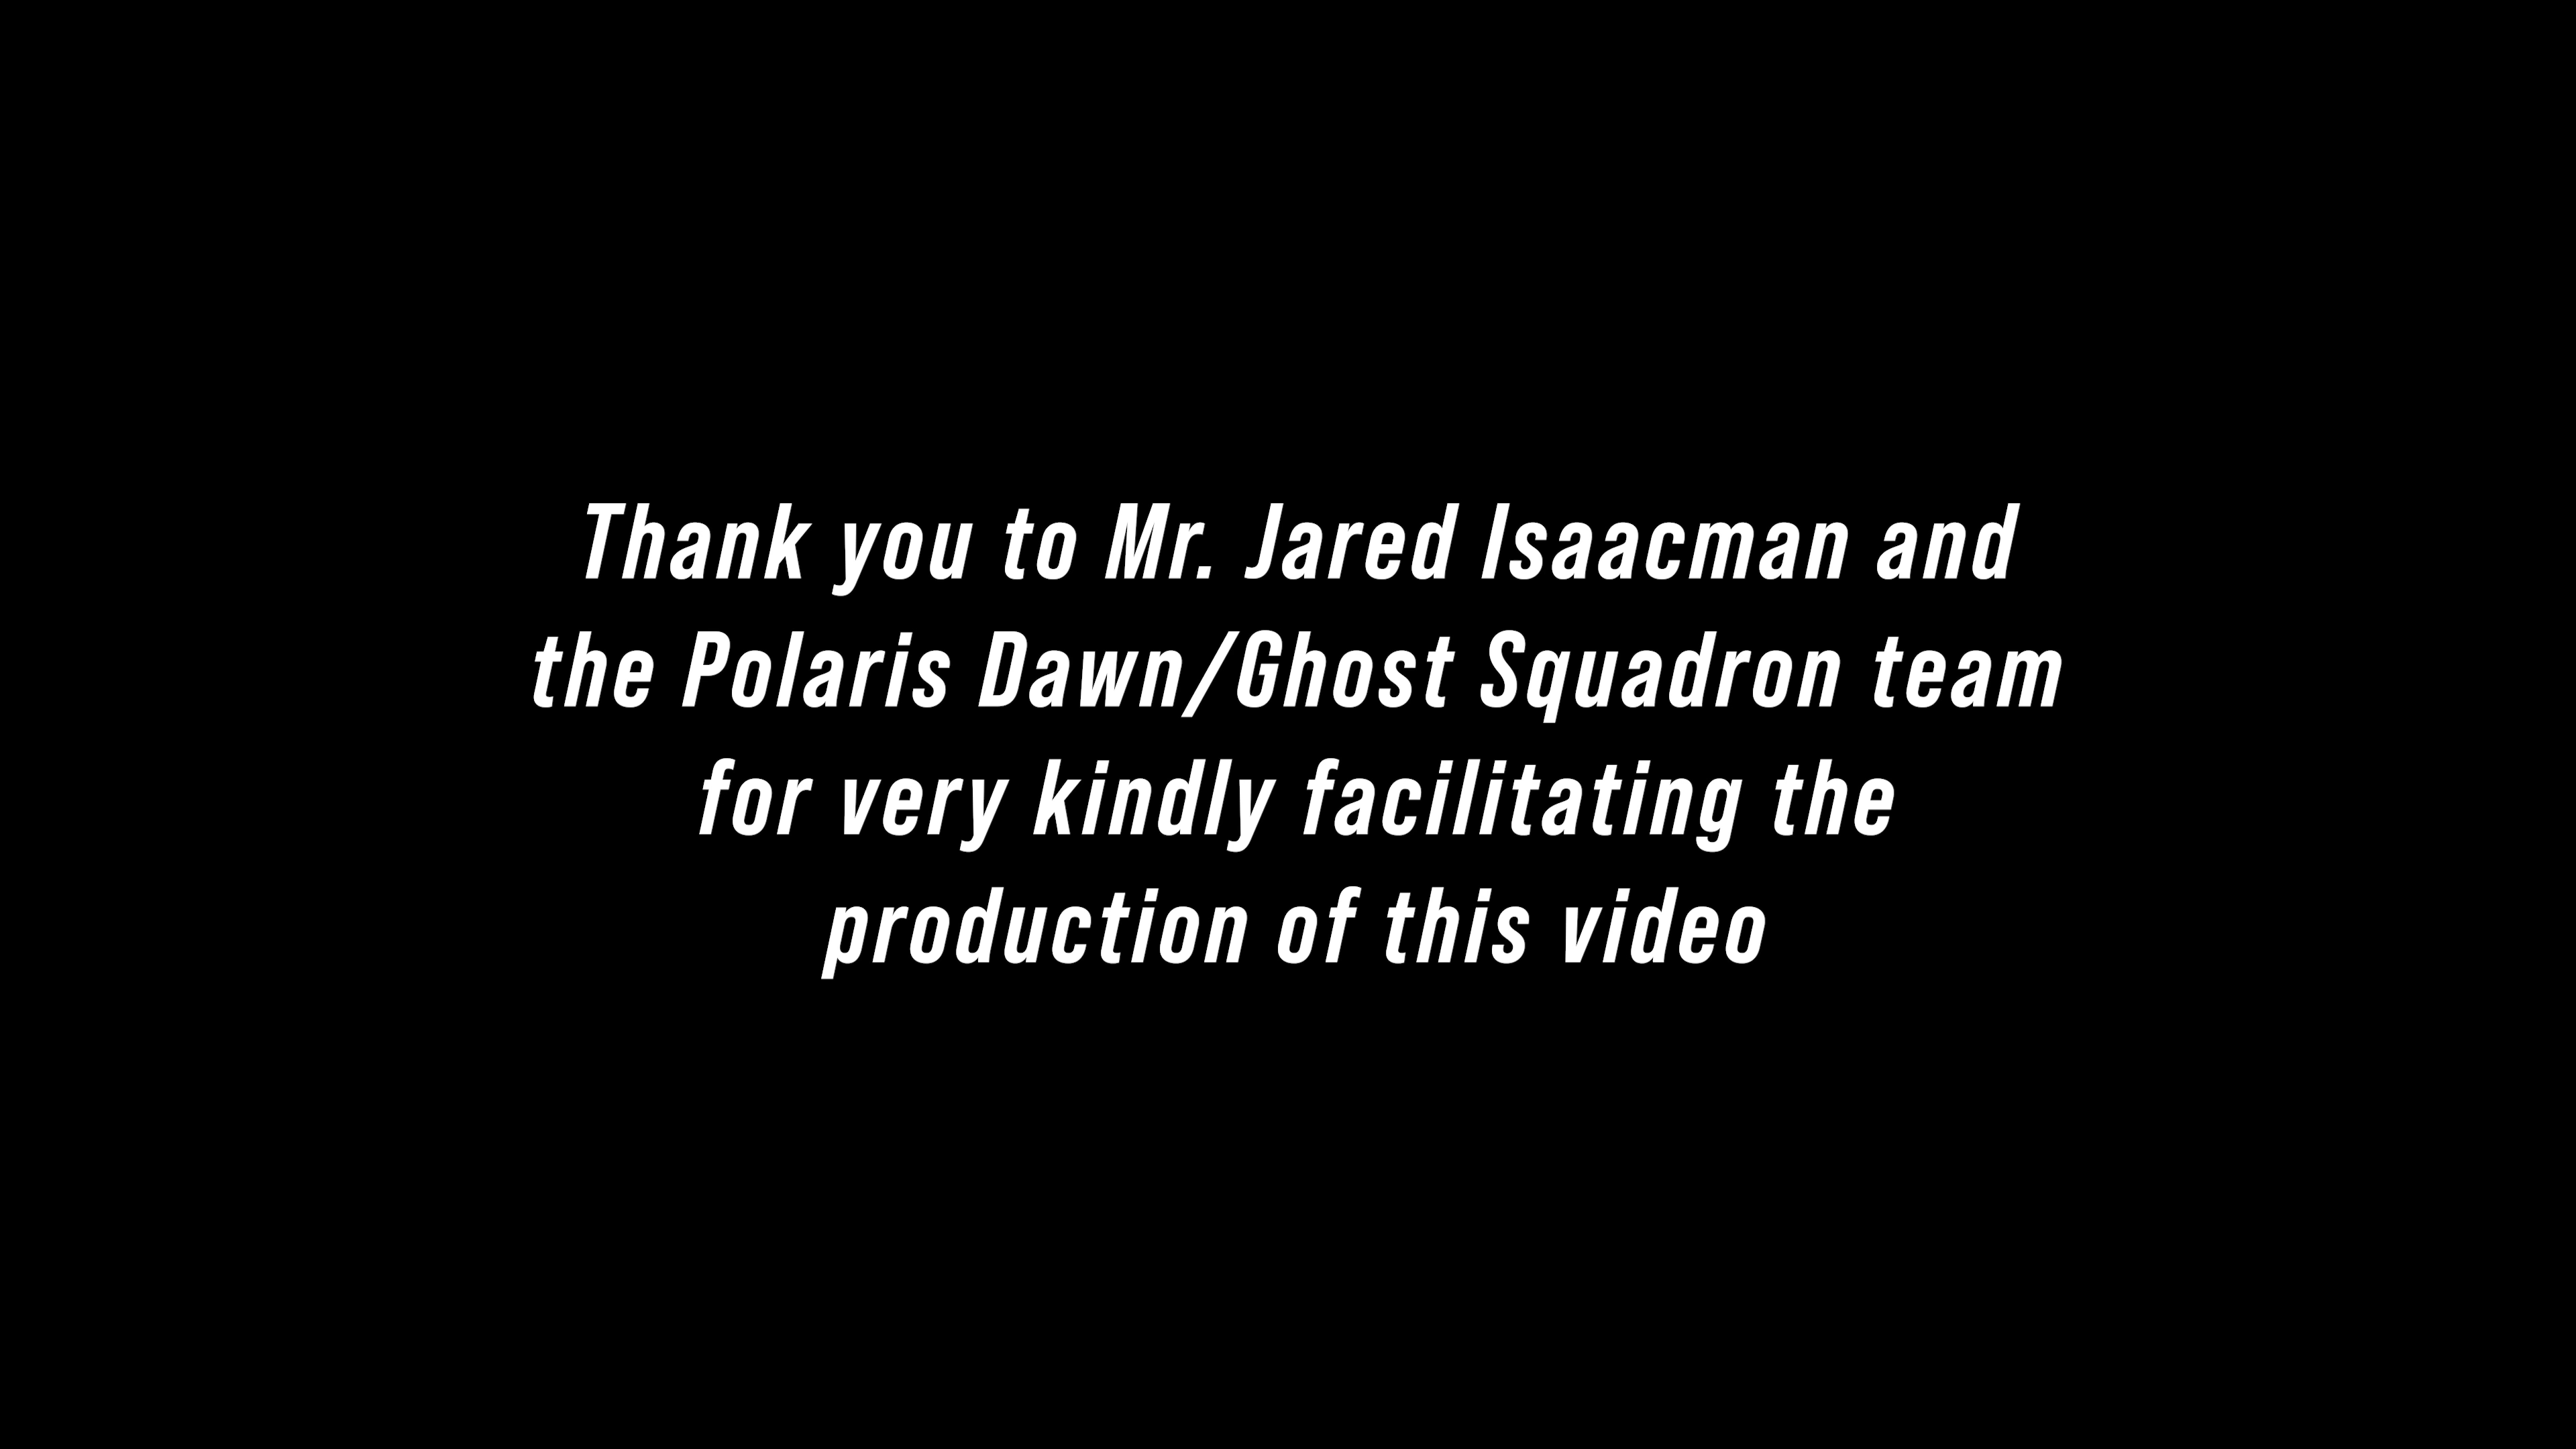 Thank you to Mr. Jared Isaacman and
the Polaris Dawn/Ghost Squadron team
for very kindly facilitating the
production of this video